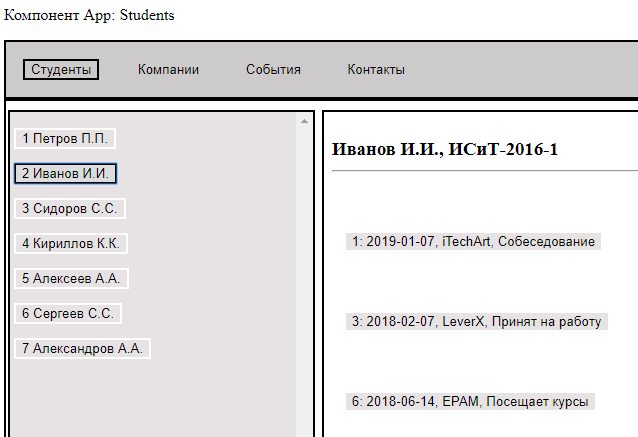 Компонент App: Students
Студенты Компании События Контакты
1 Петров П.П.
2 Иванов И.И.
3 Сидоров С.С.
4 Кириллов К.К.
5 Алексеев А.А.
6 Сергеев С.С.
7 Александров А.А.
Иванов И.И., ИСиТ-2016-1
1: 2019-01-07, iTechArt, Собеседование
3: 2018-02-07, LeverX, Принят на работу
6: 2018-06-14, EPAM, Посещает курсы